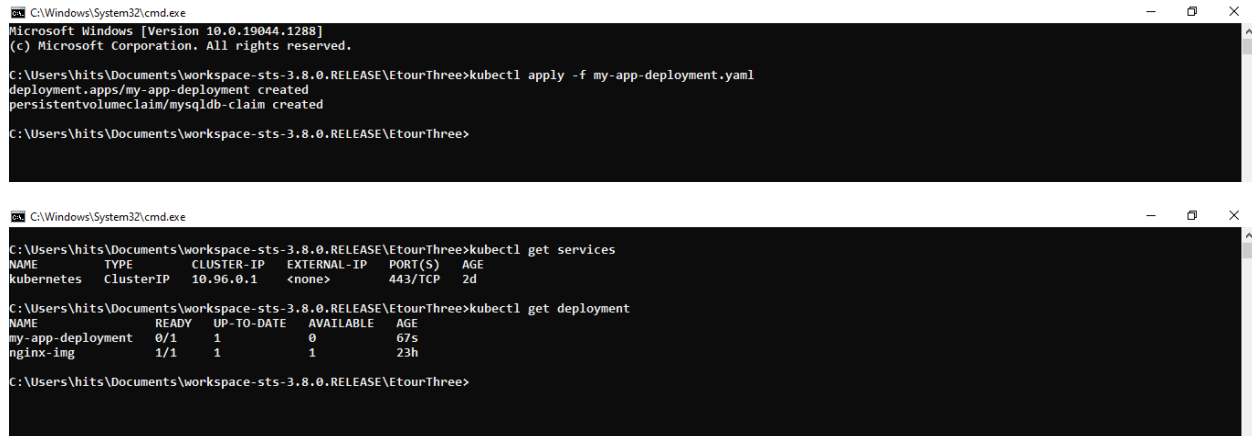 C:\Windows\System32\cmd.exe
Microsoft Windows [Version 10.0.19044.1288]
(c) Microsoft Corporation. All rights reserved.
C:\Users\hits\Documents\workspace-sts-3.8.0.RELEASE\EtourThree>kubectl apply -f my-app-deployment.yaml
deployment.apps/my-app-deployment created
persistentvolumeclaim/mysqldb-claim created
C:\Users\hits\Documents\workspace-sts-3.8.0.RELEASE\EtourThree>
C:\Windows\System32\cmd.exe
C:\Users\hits\Documents\workspace-sts-3.8.0.RELEASE\EtourThree>kubectl get services
NAME TYPE CLUSTER-IP EXTERNAL-IP PORT(S) AGE
kubernetes ClusterIP 10.96.0.1 <none> 443/TCP 2d
C:\Users\hits\Documents\workspace-sts-3.8.0.RELEASE\EtourThree>kubectl get deployment
NAME READY UP-TO-DATE AVAILABLE AGE
my-app-deployment 0/1 1 0 67s
nginx-img 1/1 1 1 23h
C:\Users\hits\Documents\workspace-sts-3.8.0.RELEASE\EtourThree>